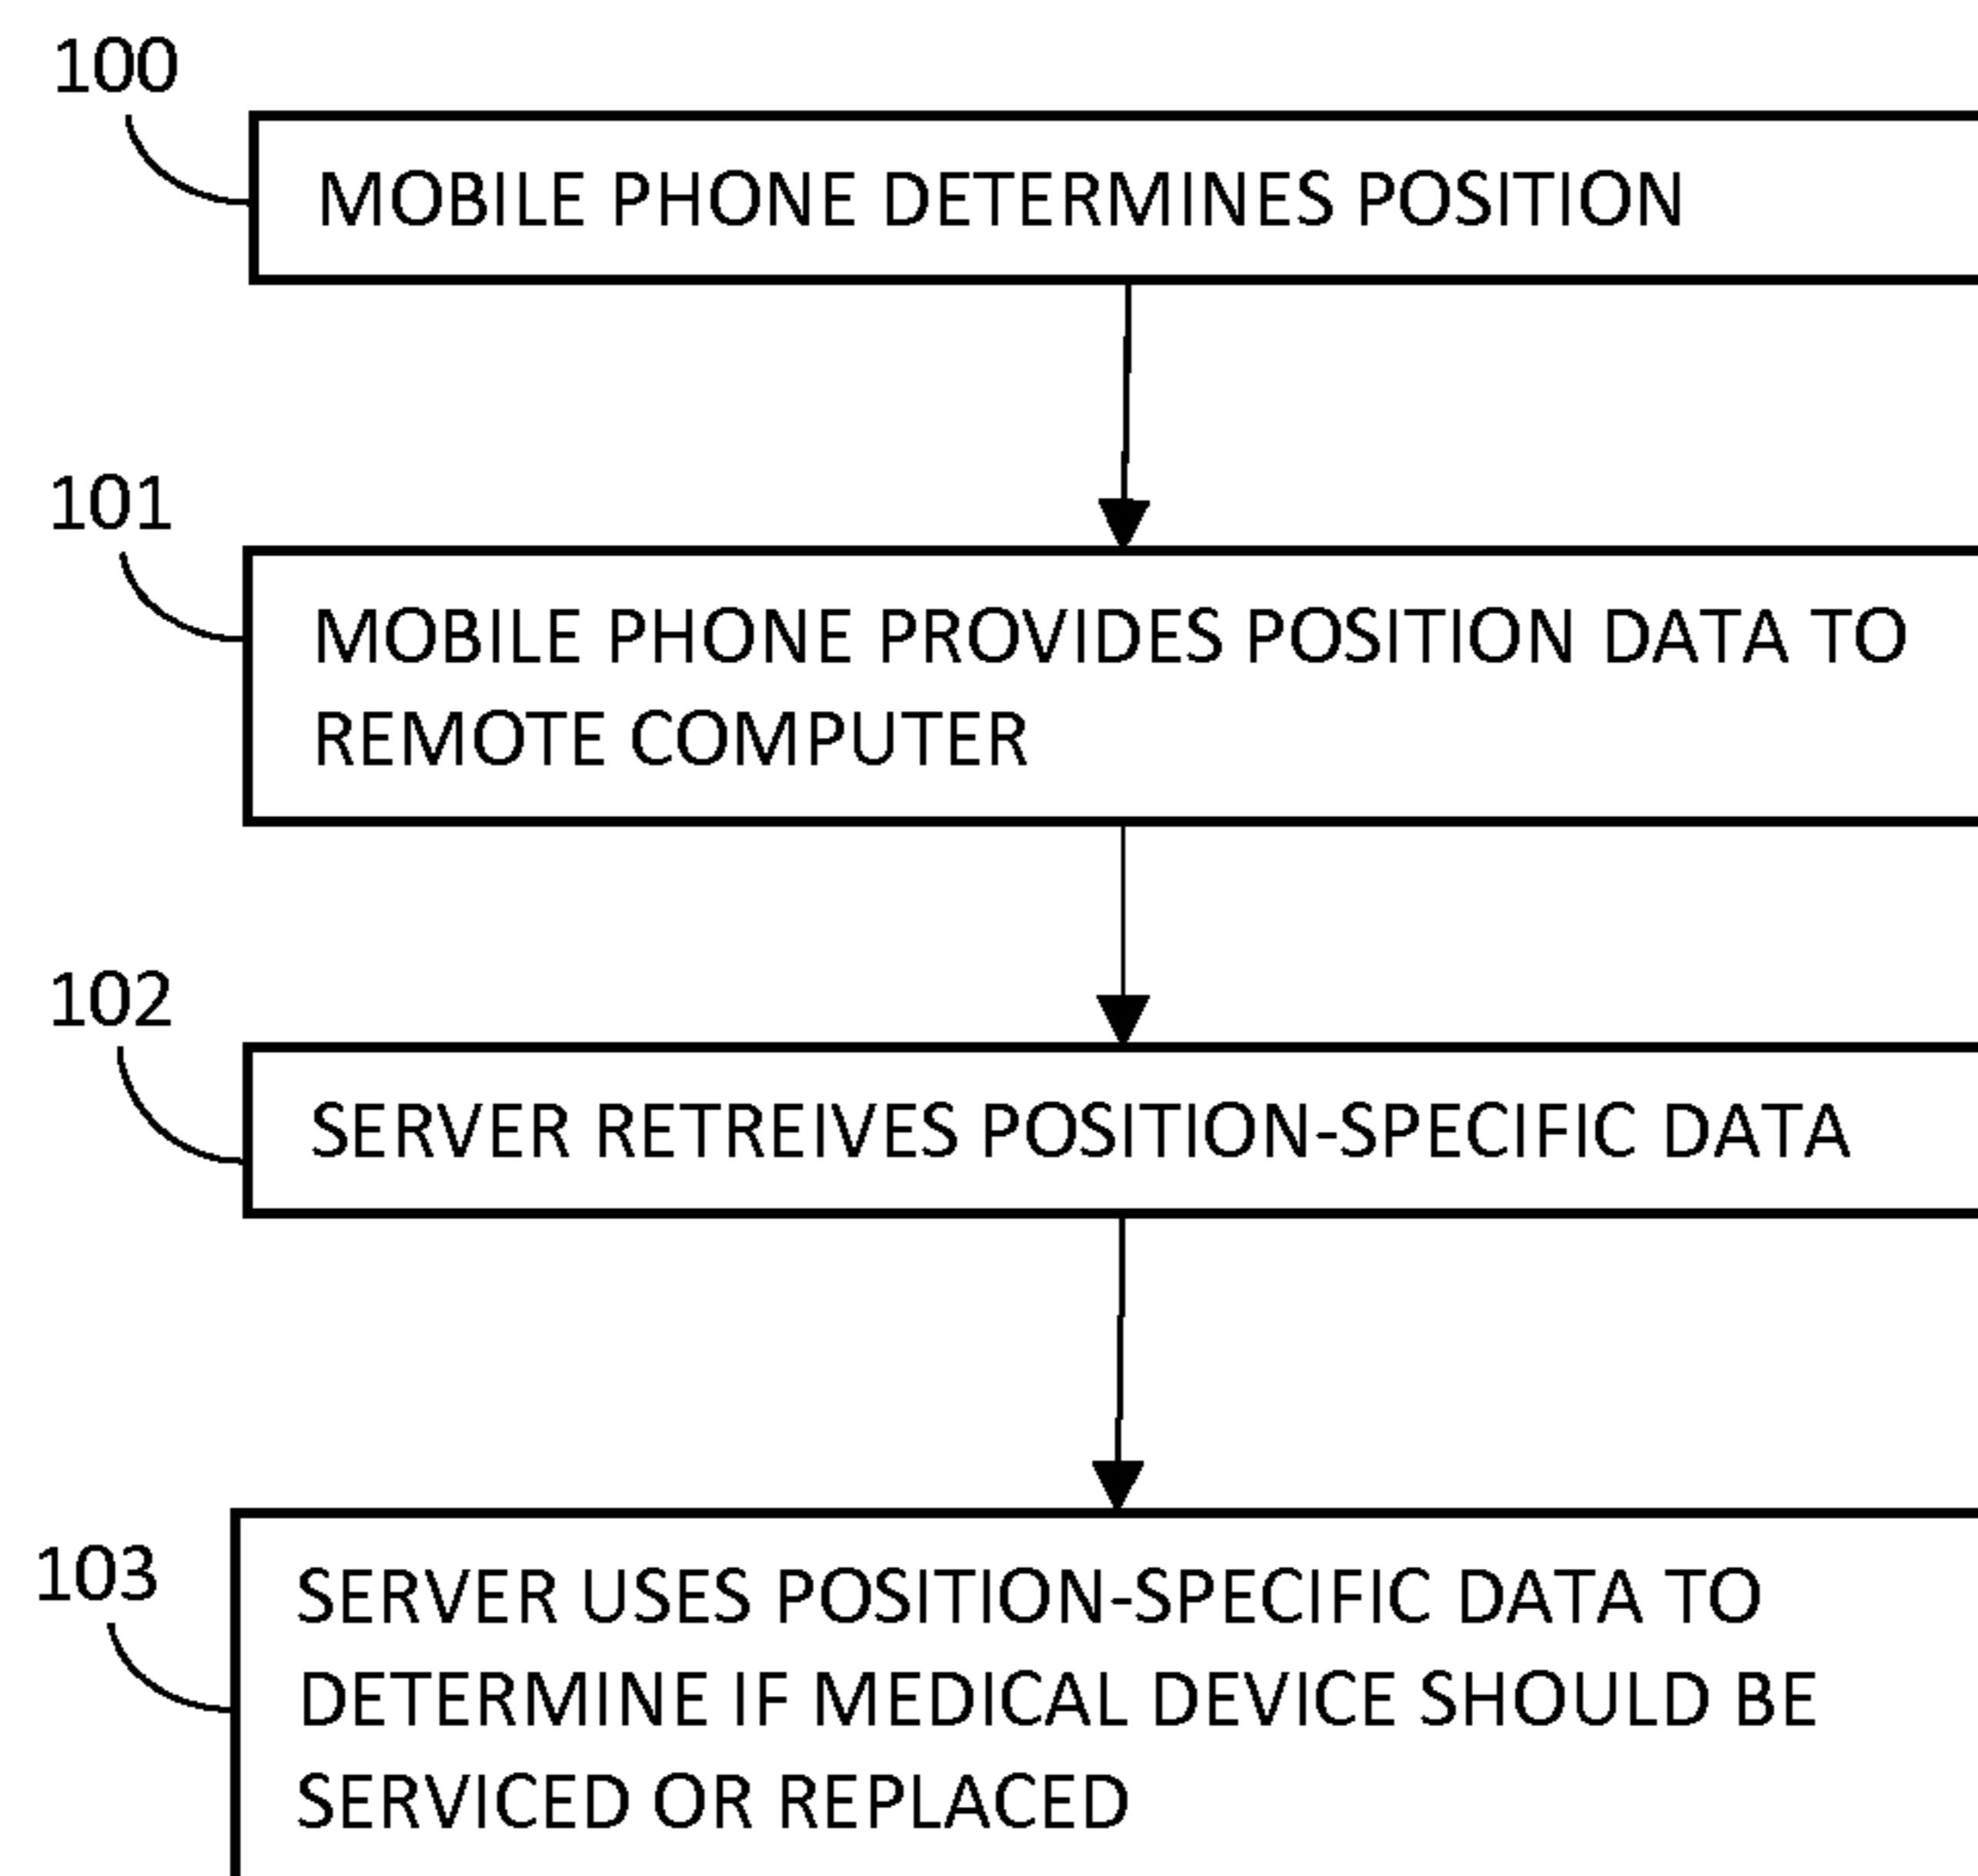 100
MOBILE PHONE DETERMINES POSITION
101
MOBILE PHONE PROVIDES POSITION DATA TO
REMOTE COMPUTER
102
SERVER RETREIVES POSITION-SPECIFIC DATA
103
SERVER USES POSITION-SPECIFIC DATA TO
DETERMINE IF MEDICAL DEVICE SHOULD BE
SERVICED OR REPLACED